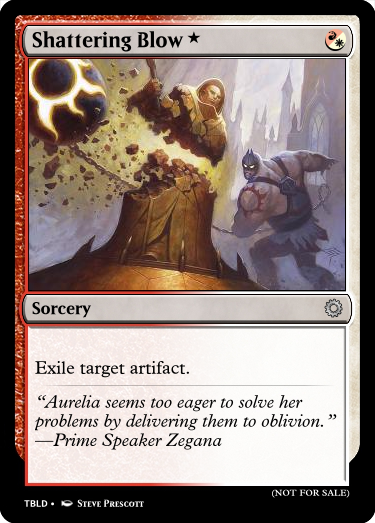 Shattering Blow ★
Sorcery
Exile target artifact.
“Aurelia seems too eager to solve her
problems by delivering them to oblivion.”
—Prime Speaker Zegana
(NOT FOR SALE)
TBLD • Steve Prescott